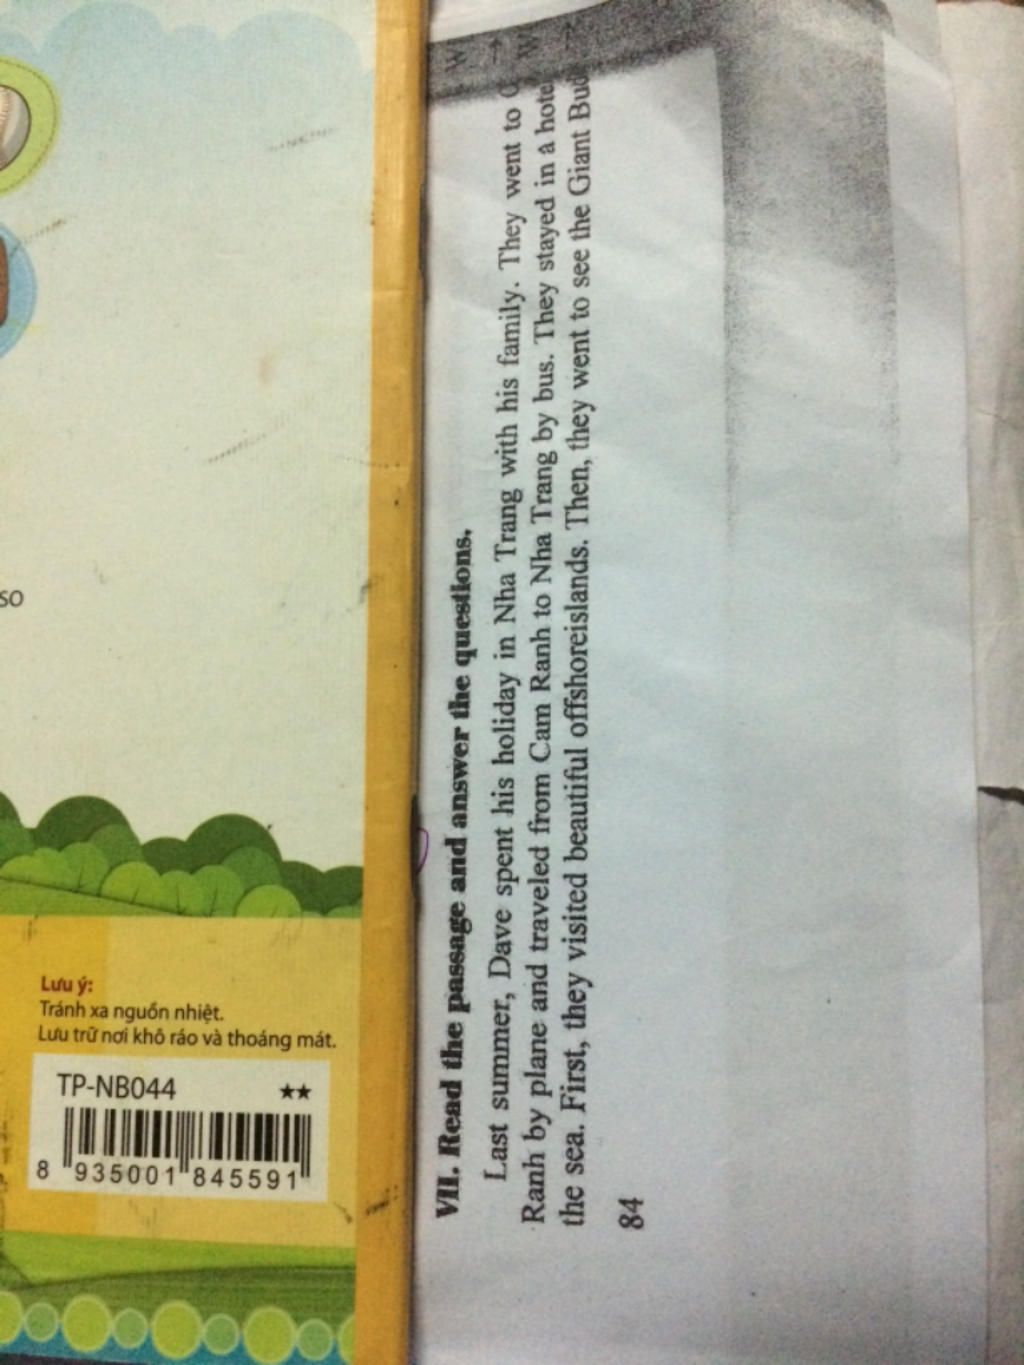 so
Lưu ý:
Tránh xa nguồn nhiệt.
Lưu trữ nơi khô ráo và thoáng mát.
TP-NB044 ★★
8 935001 845591
VII. Read the passage and answer the questions.
Last summer, Dave spent his holiday in Nha Trang with his family. They went to C
Ranh by plane and traveled from Cam Ranh to Nha Trang by bus. They stayed in a hote
the sea. First, they visited beautiful offshoreislands. Then, they went to see the Giant Bud
84
W
→
W
→